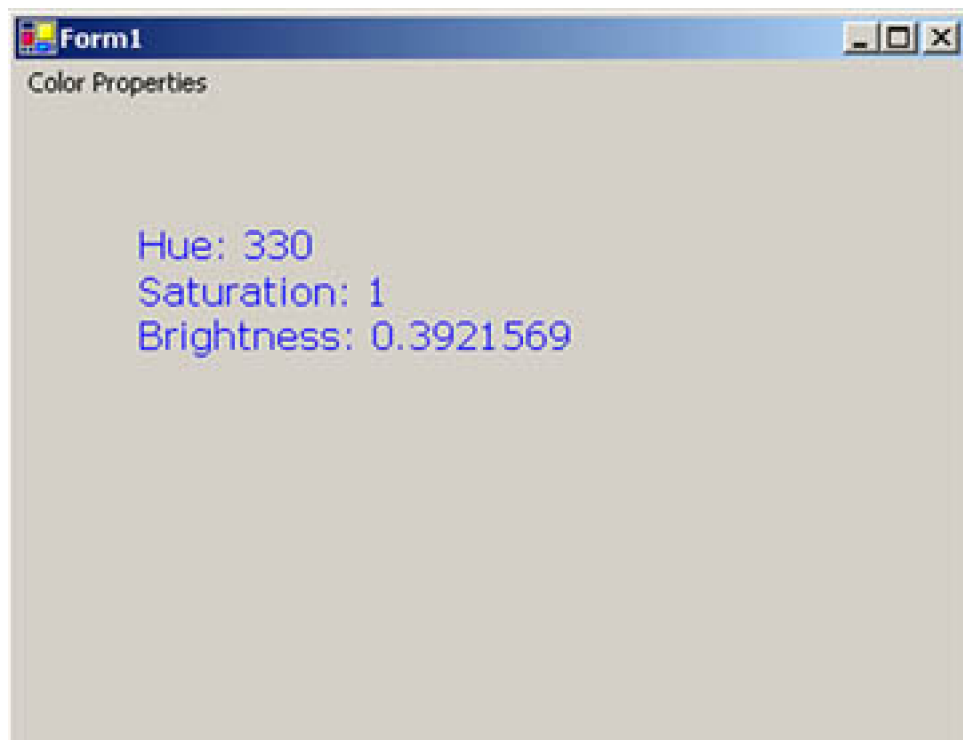 Form1
Color Properties
Hue: 330
Saturation: 1
Brightness: 0.3921569